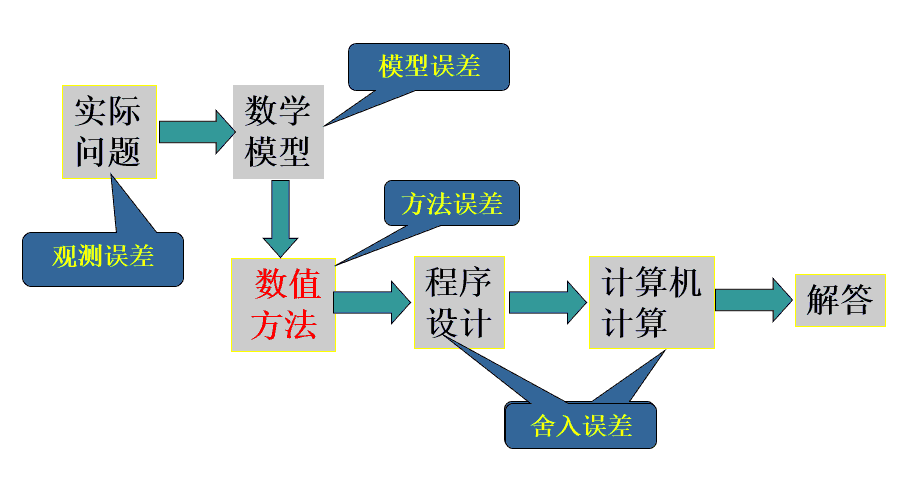 模型误差
实际
问题
数学
模型
方法误差
观测误差
数值
方法
程序
设计
计算机
计算
解答
舍入误差